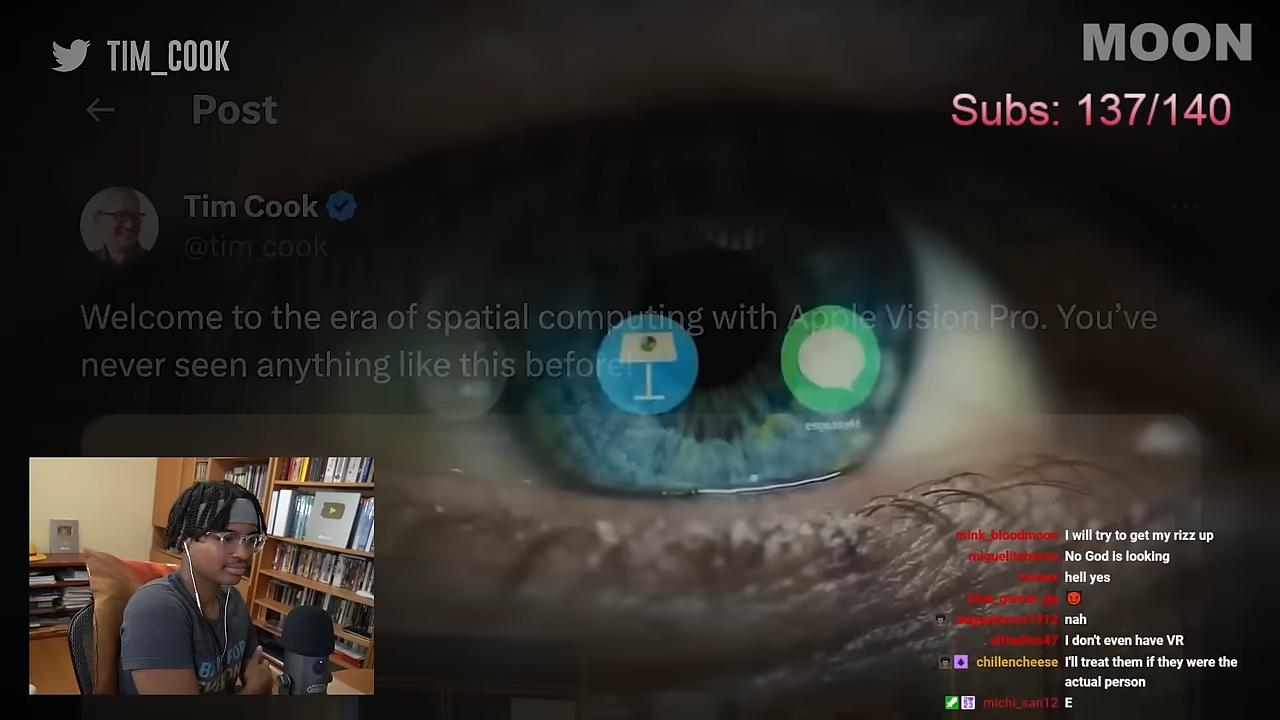 TIM_COOK
MOON
Subs: 137/140
Post
Tim Cook
@tim_cook
Welcome to the era of spatial computing with Apple Vision Pro. You've
never seen anything like this before!
mink_bloodmoon I will try to get my rizz up
No God is looking
hell yes
nah
ultradino47 I don't even have VR
chillencheese I'll treat them if they were the
actual person
michi_san12 E